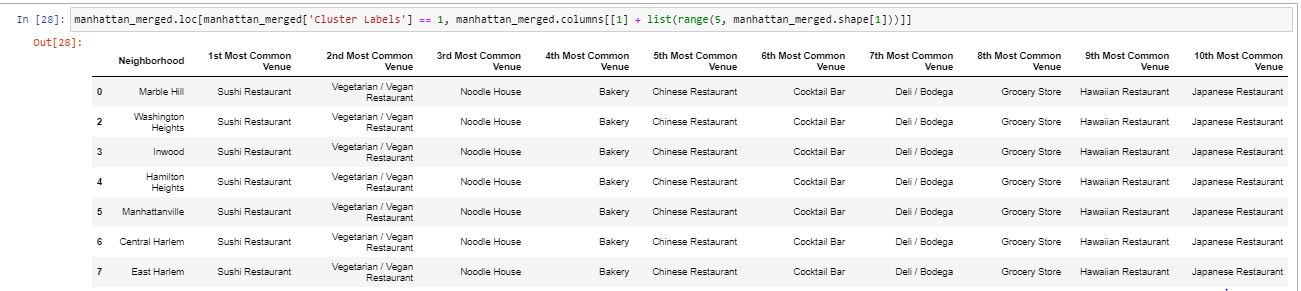 In [28]: manhattan_merged.loc[manhattan_merged['Cluster Labels'] == 1, manhattan_merged.columns[[1] + list(range(5, manhattan_merged.shape[1]))]]
Out[28]:
Neighborhood 1st Most Common Venue 2nd Most Common Venue 3rd Most Common Venue 4th Most Common Venue 5th Most Common Venue 6th Most Common Venue 7th Most Common Venue 8th Most Common Venue 9th Most Common Venue 10th Most Common Venue
0 Marble Hill Sushi Restaurant Vegetarian / Vegan Restaurant Noodle House Bakery Chinese Restaurant Cocktail Bar Deli / Bodega Grocery Store Hawaiian Restaurant Japanese Restaurant
2 Washington Heights Sushi Restaurant Vegetarian / Vegan Restaurant Noodle House Bakery Chinese Restaurant Cocktail Bar Deli / Bodega Grocery Store Hawaiian Restaurant Japanese Restaurant
3 Inwood Sushi Restaurant Vegetarian / Vegan Restaurant Noodle House Bakery Chinese Restaurant Cocktail Bar Deli / Bodega Grocery Store Hawaiian Restaurant Japanese Restaurant
4 Hamilton Heights Sushi Restaurant Vegetarian / Vegan Restaurant Noodle House Bakery Chinese Restaurant Cocktail Bar Deli / Bodega Grocery Store Hawaiian Restaurant Japanese Restaurant
5 Manhattanville Sushi Restaurant Vegetarian / Vegan Restaurant Noodle House Bakery Chinese Restaurant Cocktail Bar Deli / Bodega Grocery Store Hawaiian Restaurant Japanese Restaurant
6 Central Harlem Sushi Restaurant Vegetarian / Vegan Restaurant Noodle House Bakery Chinese Restaurant Cocktail Bar Deli / Bodega Grocery Store Hawaiian Restaurant Japanese Restaurant
7 East Harlem Sushi Restaurant Vegetarian / Vegan Restaurant Noodle House Bakery Chinese Restaurant Cocktail Bar Deli / Bodega Grocery Store Hawaiian Restaurant Japanese Restaurant